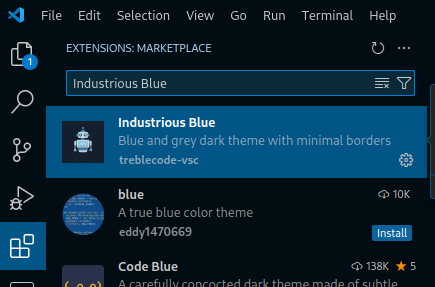 File Edit Selection View Go Run Terminal Help
EXTENSIONS: MARKETPLACE
1
Industrious Blue
Industrious Blue
Blue and grey dark theme with minimal borders
treblecode-vsc
blue 10K
A true blue color theme
eddy1470669 Install
Code Blue 138K ★ 5
A carefully concocted dark theme made of subtle